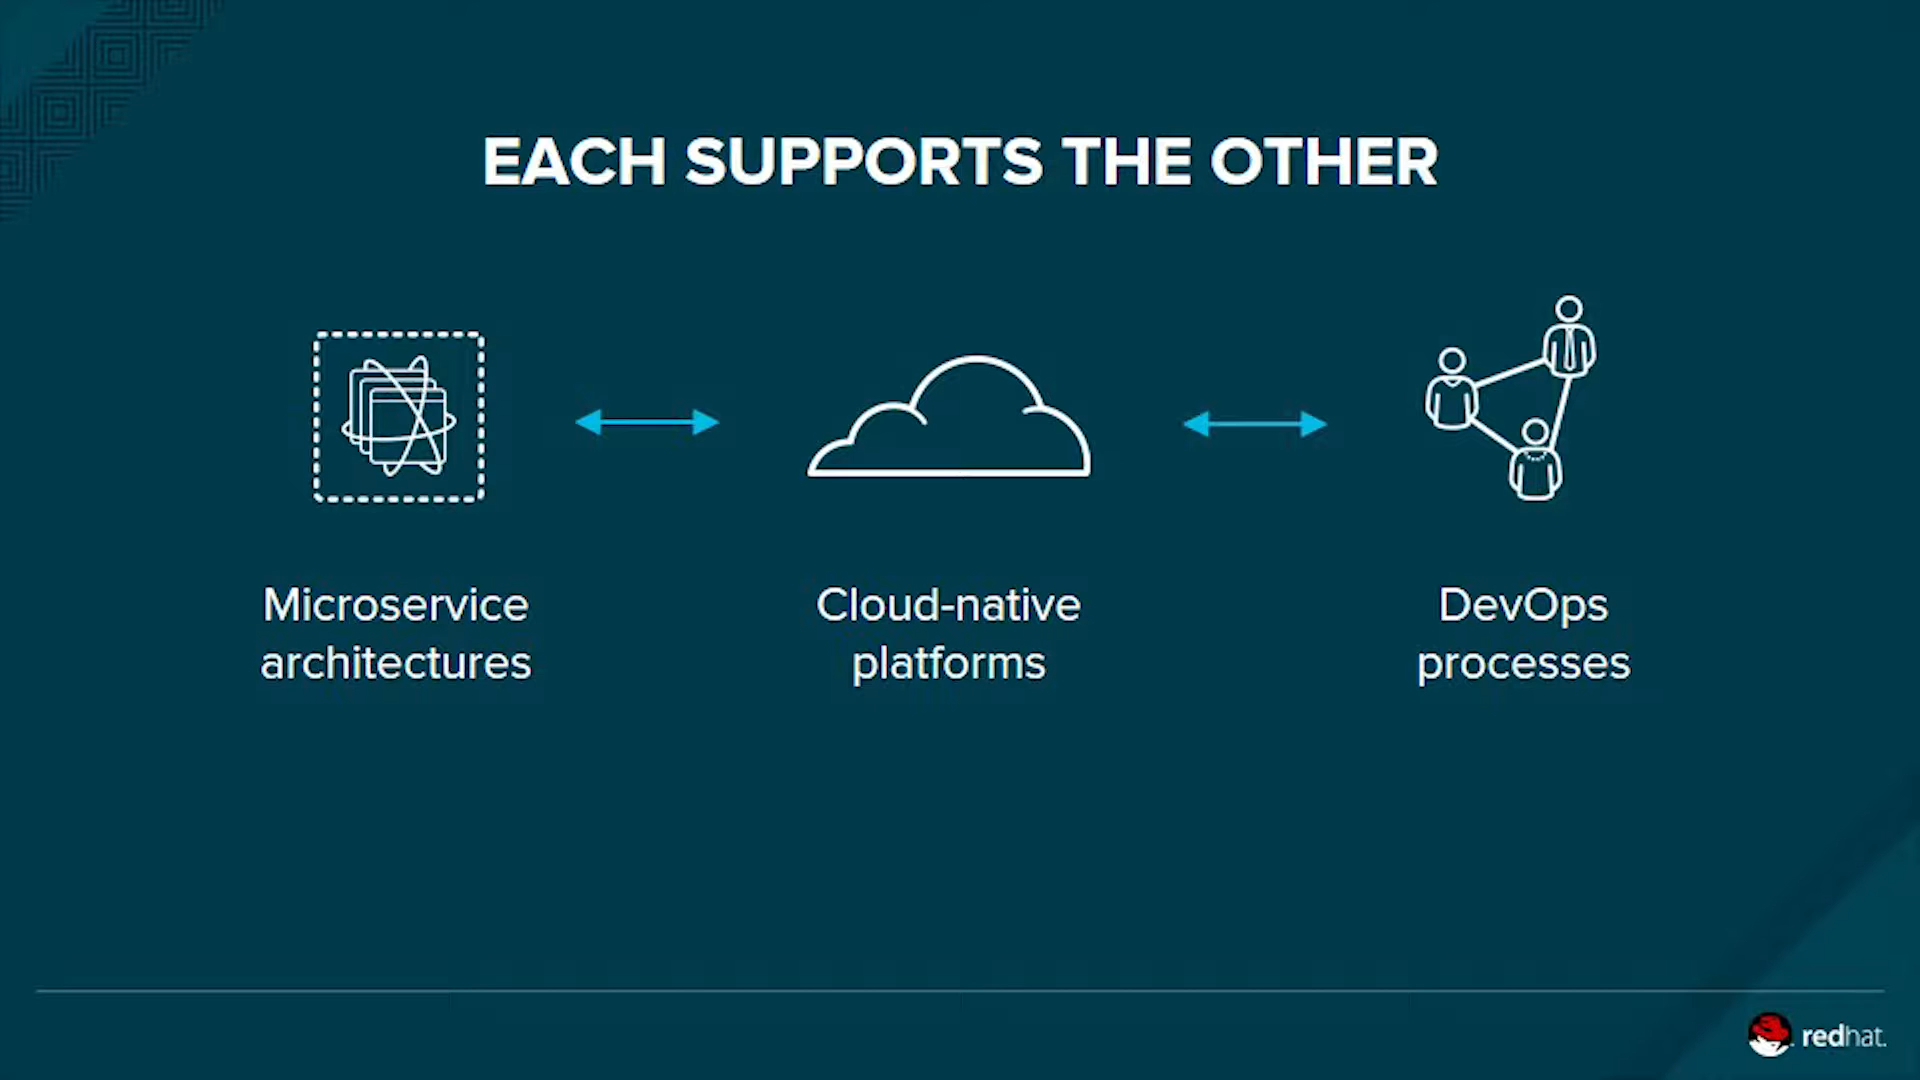 EACH SUPPORTS THE OTHER
Microservice
architectures
Cloud-native
platforms
DevOps
processes
redhat.